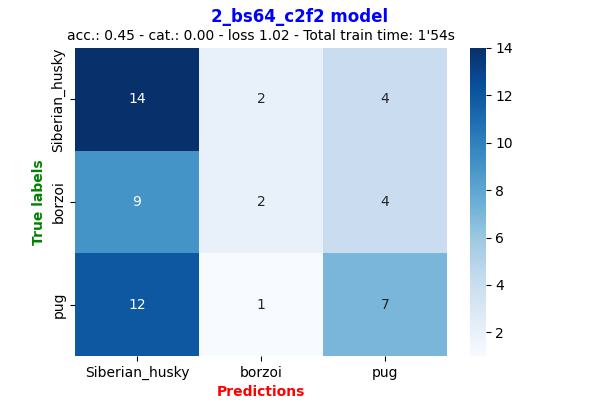 2_bs64_c2f2 model
acc.: 0.45 - cat.: 0.00 - loss 1.02 - Total train time: 1'54s
True labels
Siberian_husky
14 2 4
borzoi
9 2 4
pug
12 1 7
Siberian_husky borzoi pug
Predictions
14
12
10
8
6
4
2